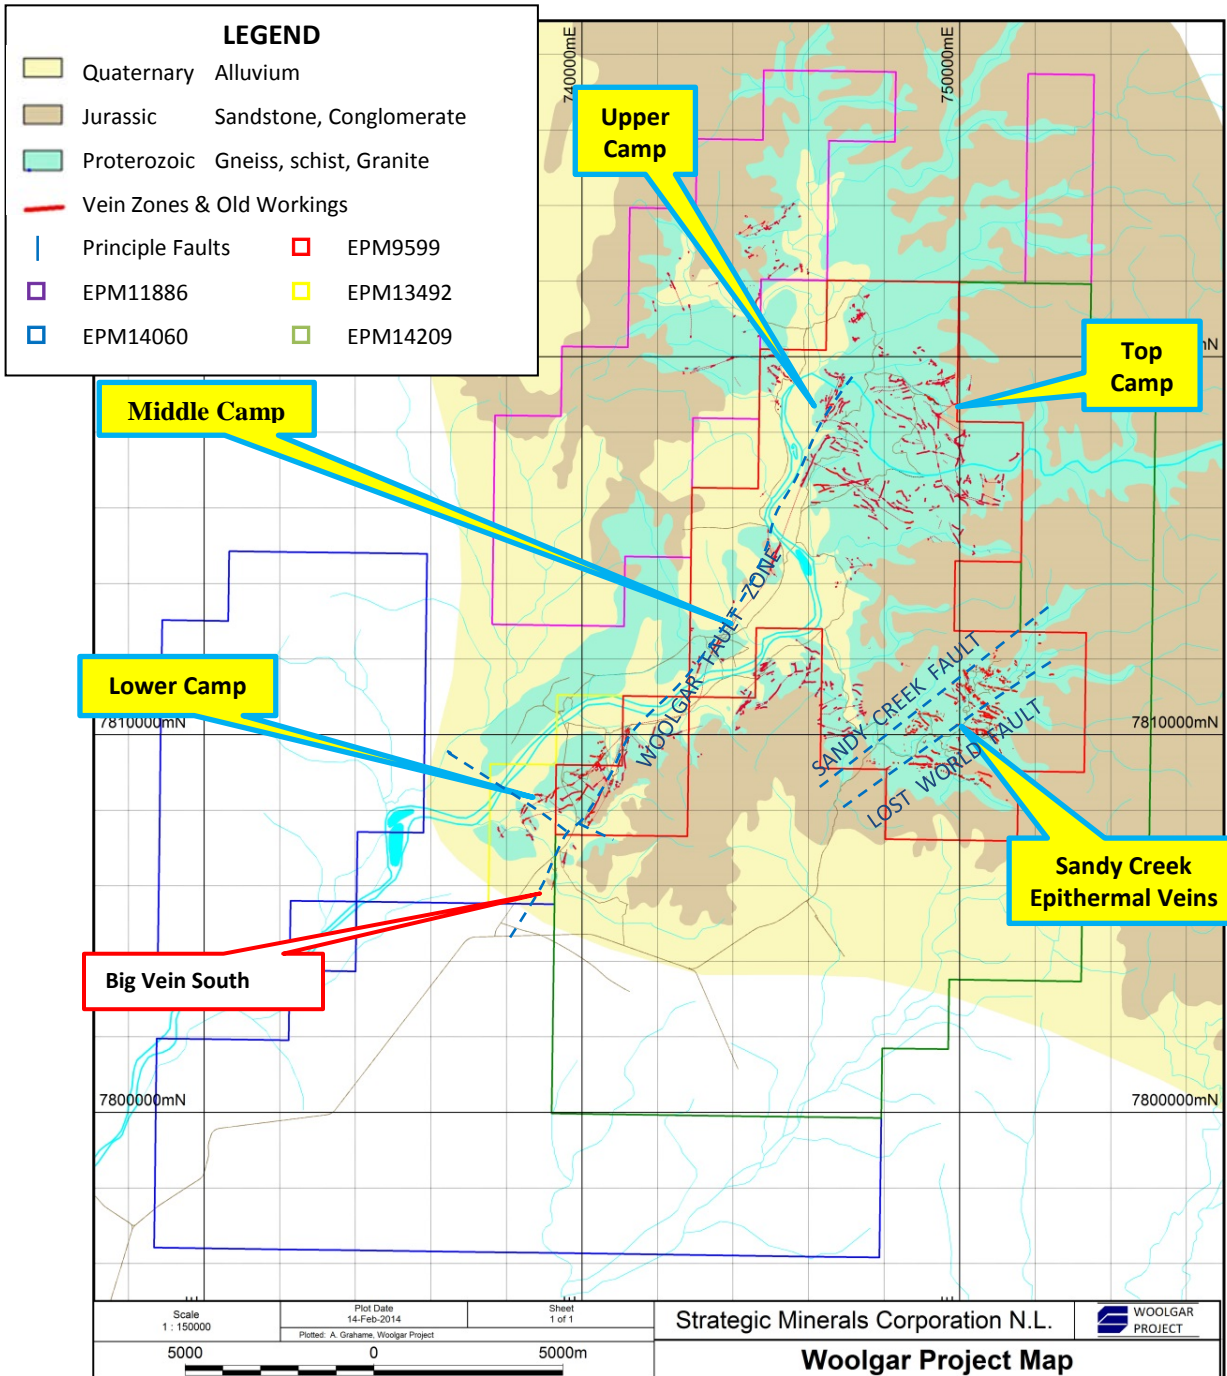 LEGEND
Quaternary Alluvium
Jurassic Sandstone, Conglomerate
Proterozoic Gneiss, schist, Granite
Vein Zones & Old Workings
Principle Faults
EPM9599
EPM11886
EPM13492
EPM14060
EPM14209
740000mE
750000mE
Upper
Camp
Top
Camp
Middle Camp
WOOLGAR FAULT ZONE
Lower Camp
7810000mN
7810000mN
SANDY CREEK FAULT
LOST WORLD FAULT
Sandy Creek
Epithermal Veins
Big Vein South
7800000mN
7800000mN
Scale
1 : 150000
Plot Date
14-Feb-2014
Sheet
1 of 1
Plotted: A. Grahame, Woolgar Project
5000 0 5000m
Strategic Minerals Corporation N.L.
WOOLGAR
PROJECT
Woolgar Project Map